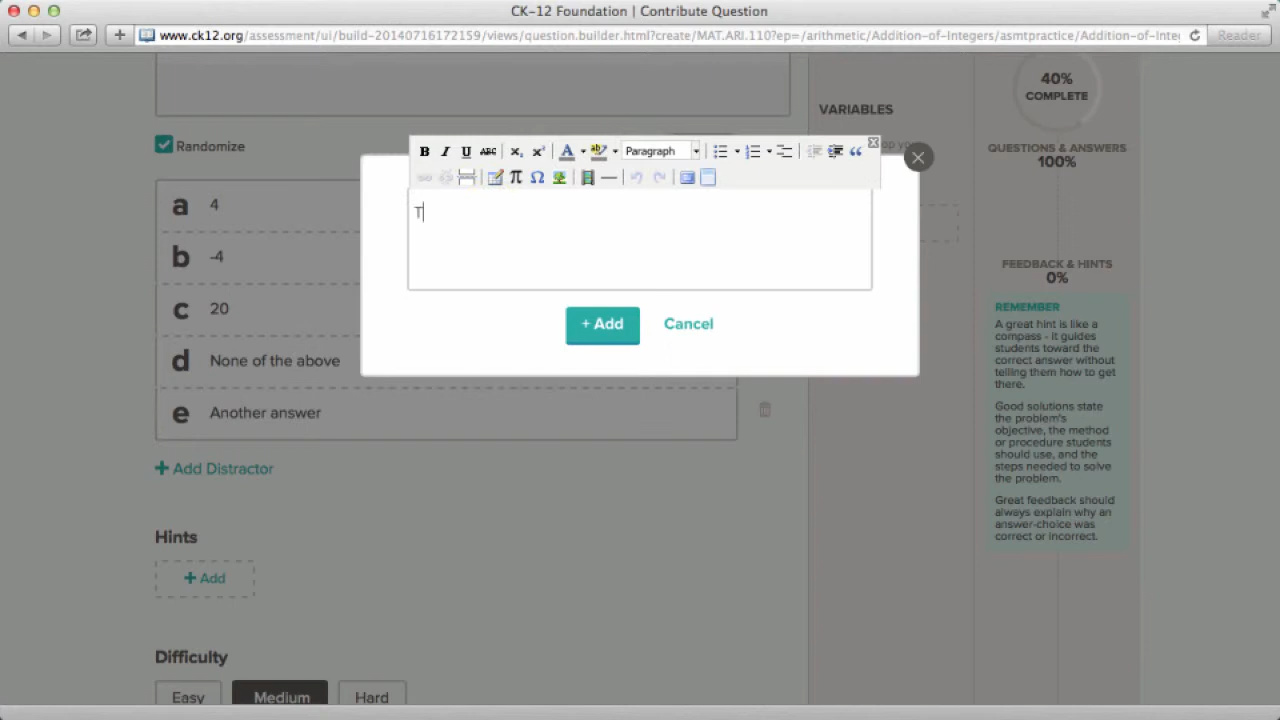 CK-12 Foundation | Contribute Question
www.ck12.org/assessment/ui/build-20140716172159/views/question.builder.html?create/MAT.ARI.110?ep=/arithmetic/Addition-of-Integers/asmtpractice/Addition-of-Inte
Reader
40%
COMPLETE
VARIABLES
QUESTIONS & ANSWERS
100%
Randomize
B I U ABC X2 X2 A ab Paragraph
π Ω
T
+ Add Cancel
a 4
b -4
c 20
d None of the above
e Another answer
+ Add Distractor
Hints
+ Add
Difficulty
Easy Medium Hard
FEEDBACK & HINTS
0%
REMEMBER
A great hint is like a
compass - it guides
students toward the
correct answer without
telling them how to get
there.
Good solutions state
the problem's
objective, the method
or procedure students
should use, and the
steps needed to solve
the problem.
Great feedback should
always explain why an
answer-choice was
correct or incorrect.